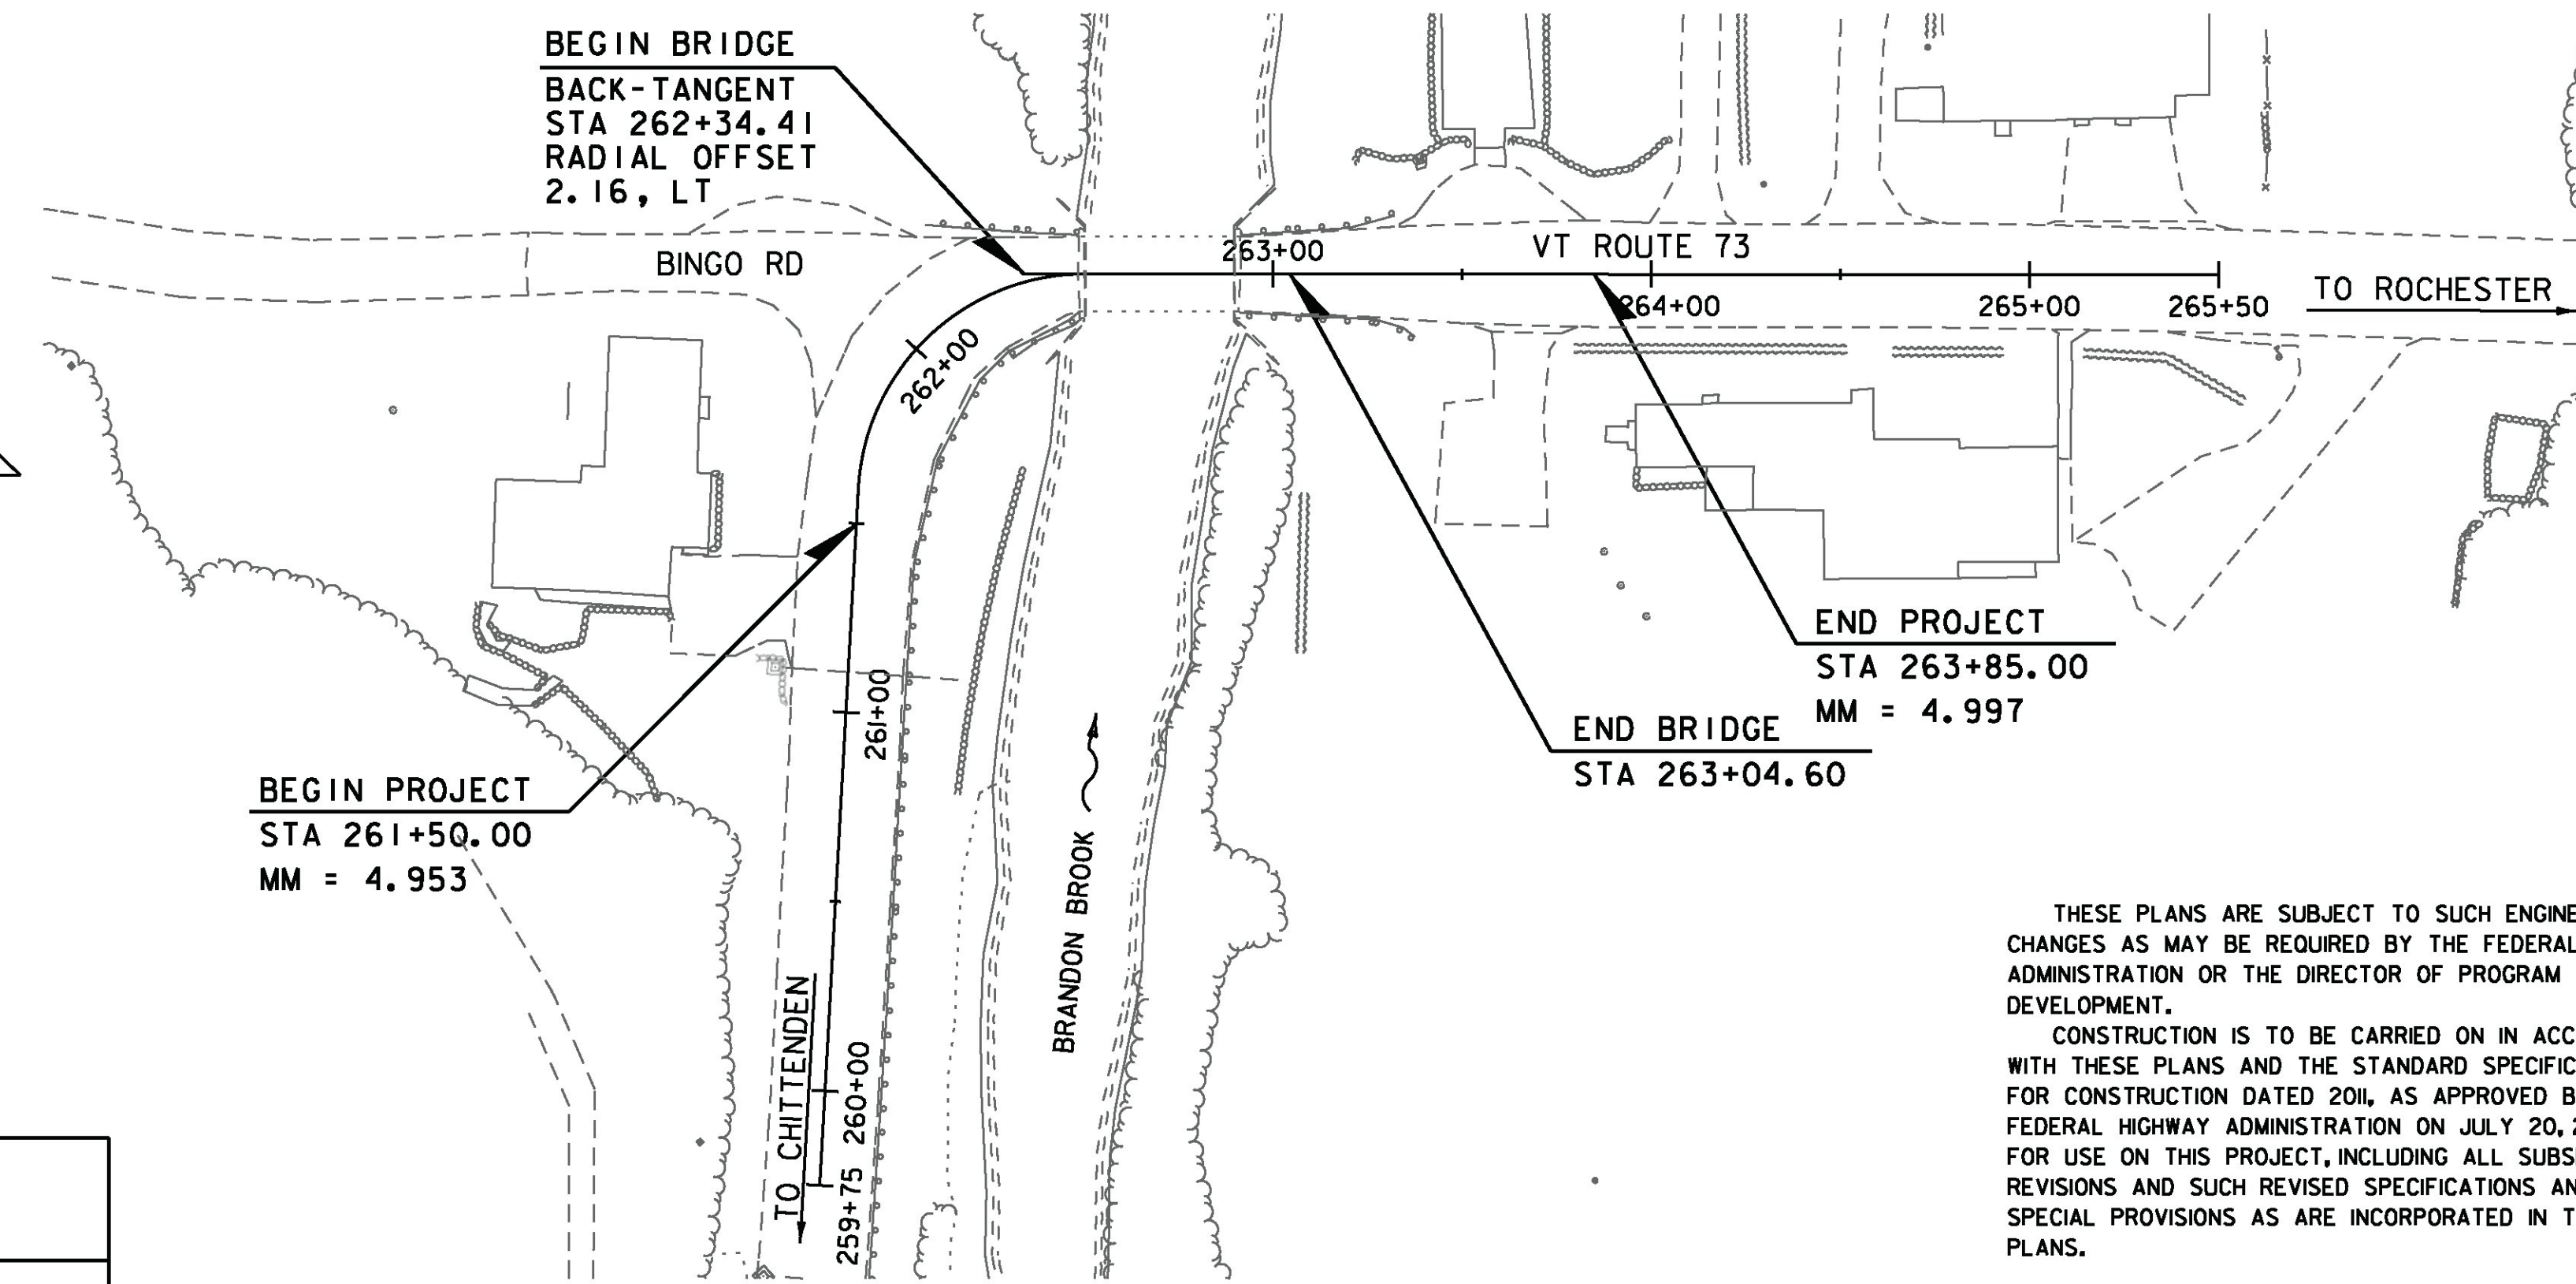 BEGIN BRIDGE
BACK-TANGENT
STA 262+34.41
RADIAL OFFSET
2.16, LT
BINGO RD
263+00
VT ROUTE 73
264+00
265+00
265+50
TO ROCHESTER
262+00
261+00
BEGIN PROJECT
STA 261+50.00
MM = 4.953
END PROJECT
STA 263+85.00
MM = 4.997
END BRIDGE
STA 263+04.60
BRANDON BROOK
TO CHITTENDEN
260+00
259+75
THESE PLANS ARE SUBJECT TO SUCH ENGINE
CHANGES AS MAY BE REQUIRED BY THE FEDERAL
ADMINISTRATION OR THE DIRECTOR OF PROGRAM
DEVELOPMENT.
CONSTRUCTION IS TO BE CARRIED ON IN ACC
WITH THESE PLANS AND THE STANDARD SPECIFIC
FOR CONSTRUCTION DATED 2011, AS APPROVED B
FEDERAL HIGHWAY ADMINISTRATION ON JULY 20, 2
FOR USE ON THIS PROJECT, INCLUDING ALL SUBS
REVISIONS AND SUCH REVISED SPECIFICATIONS AN
SPECIAL PROVISIONS AS ARE INCORPORATED IN T
PLANS.